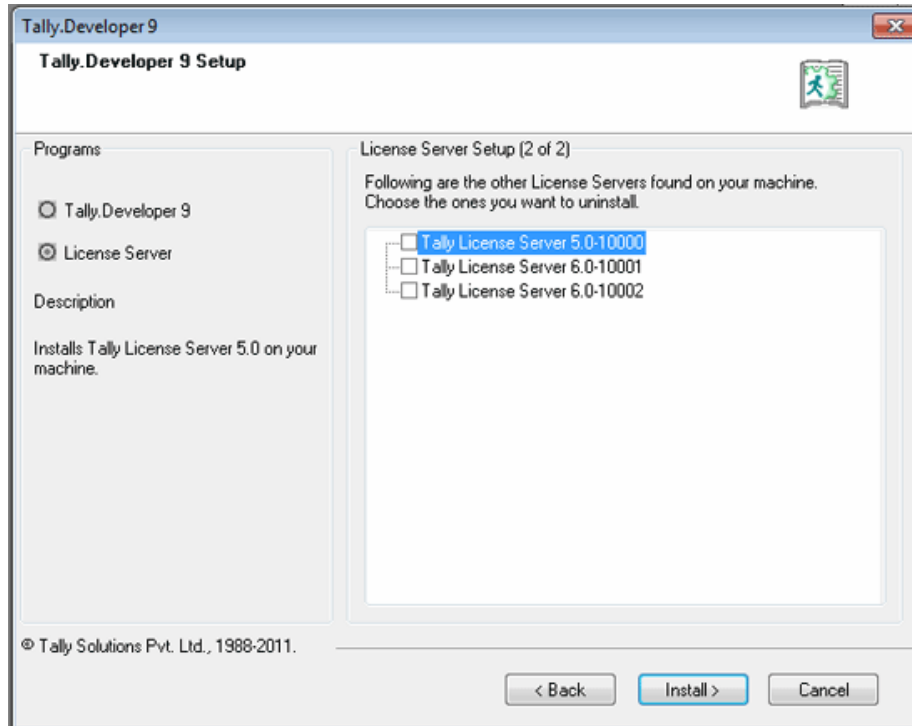 Tally.Developer 9
Tally.Developer 9 Setup
Programs
Tally.Developer 9
License Server
Description
Installs Tally License Server 5.0 on your
machine.
License Server Setup (2 of 2)
Following are the other License Servers found on your machine.
Choose the ones you want to uninstall.
Tally License Server 5.0-10000
Tally License Server 6.0-10001
Tally License Server 6.0-10002
© Tally Solutions Pvt. Ltd., 1988-2011.
< Back
Install >
Cancel